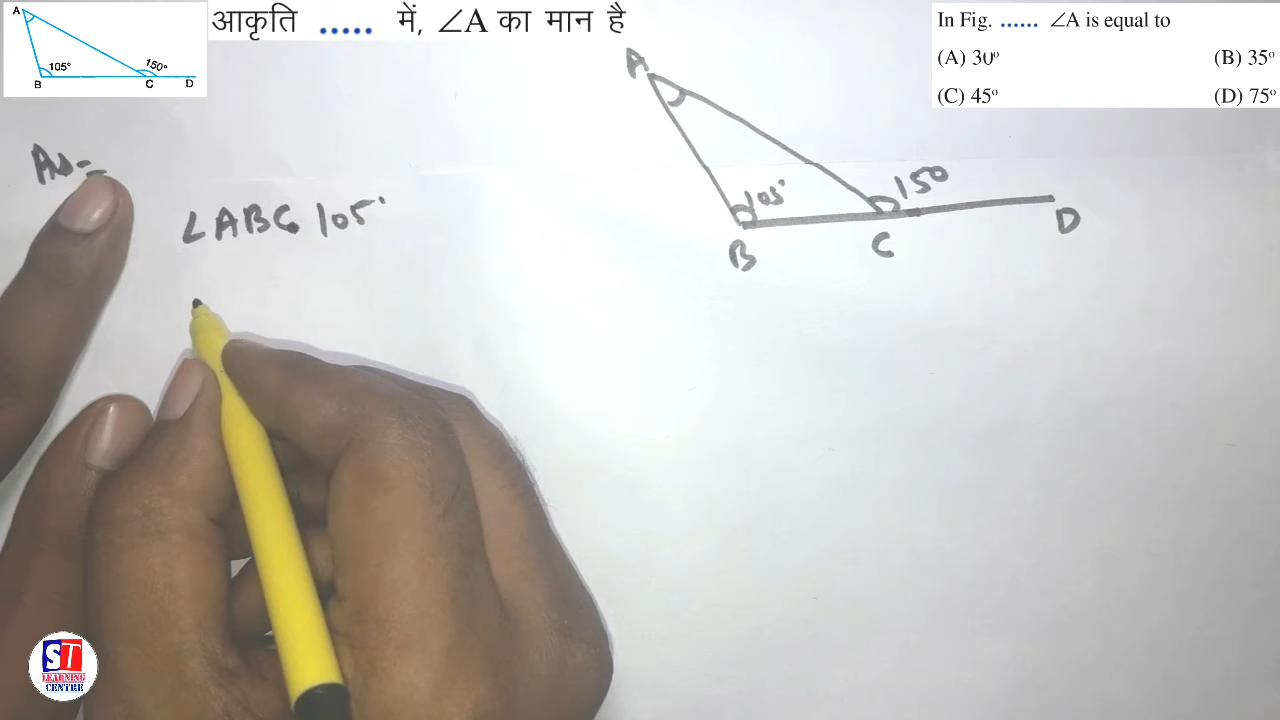 A
105°
150°
B
C
D
आकृति ..... में, ∠A का मान है
In Fig. ...... ∠A is equal to
(A) 30° (B) 35°
(C) 45° (D) 75°
A
105°
150
B
C
D
∠ABC 105°
ST
LEARNING
CENTRE